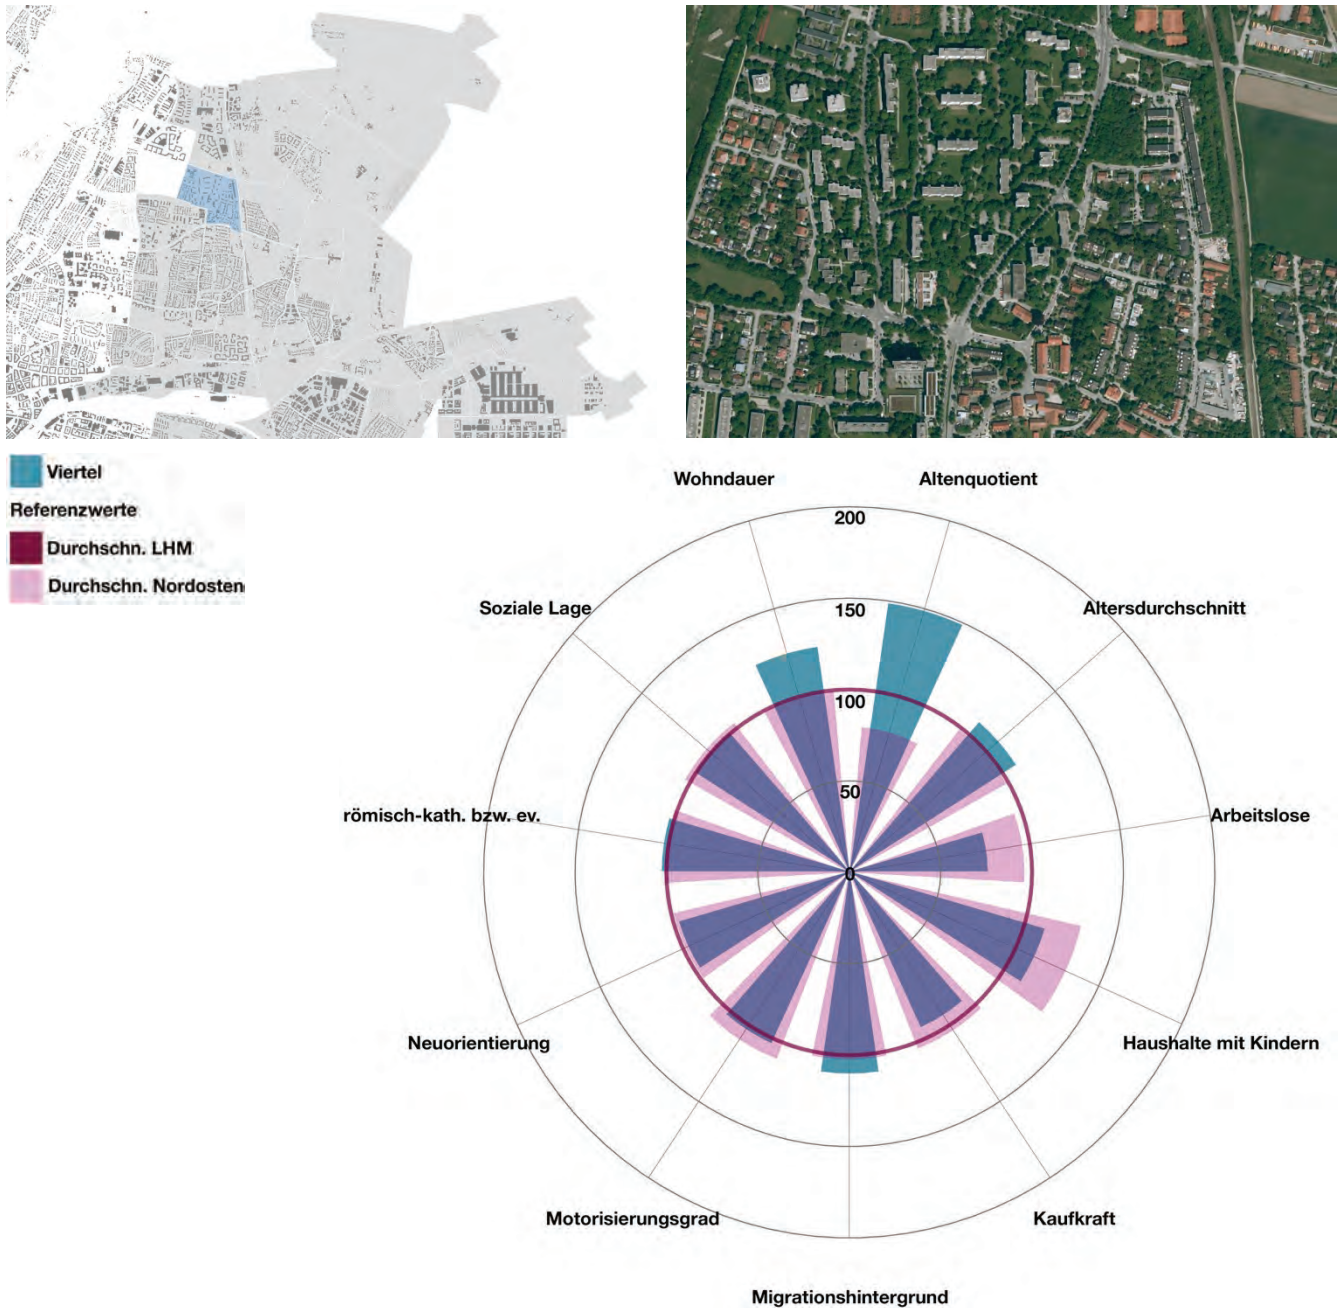 Viertel
Referenzwerte
Durchschn. LHM
Durchschn. Nordosten
Wohndauer
Altenquotient
200
Soziale Lage
150
Altersdurchschnitt
100
römisch-kath. bzw. ev.
50
Arbeitslose
0
Neuorientierung
Haushalte mit Kindern
Motorisierungsgrad
Kaufkraft
Migrationshintergrund